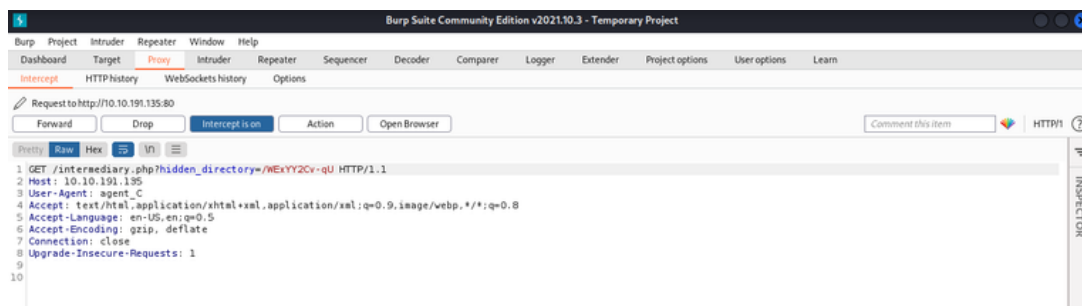 Burp Suite Community Edition v2021.10.3 - Temporary Project
Burp Project Intruder Repeater Window Help
Dashboard Target Proxy Intruder Repeater Sequencer Decoder Comparer Logger Extender Project options User options Learn
Intercept HTTP history WebSockets history Options
Request to http://10.10.191.135:80
Forward Drop Intercept is on Action Open Browser Comment this item HTTP/1 ?
Pretty Raw Hex \n
1 GET /intermediary.php?hidden_directory=/WExYY2Cv-qU HTTP/1.1
2 Host: 10.10.191.135
3 User-Agent: agent_C
4 Accept: text/html,application/xhtml+xml,application/xml;q=0.9,image/webp,*/*;q=0.8
5 Accept-Language: en-US,en;q=0.5
6 Accept-Encoding: gzip, deflate
7 Connection: close
8 Upgrade-Insecure-Requests: 1
9
10
INSPECTOR